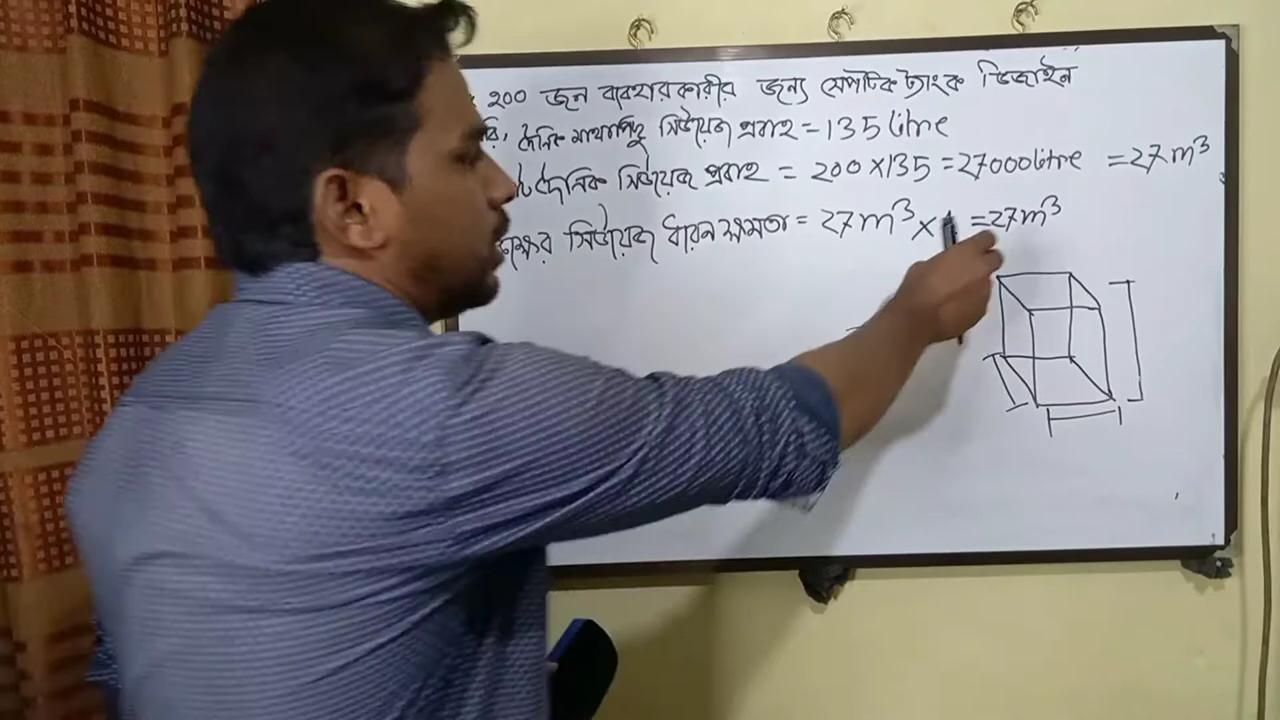 ২০০ জন ব্যবহারকারীর জন্য সেপটিক ট্যাংক ডিজাইন
রি, দৈনিক মাথাপিছু সিউয়েজ প্রবাহ = 135 litre
দৈনিক সিউয়েজ প্রবাহ = 200 × 135 = 27000 litre = 27 m³
সিউয়েজ ধারন ক্ষমতা = 27 m³ × = 27 m³